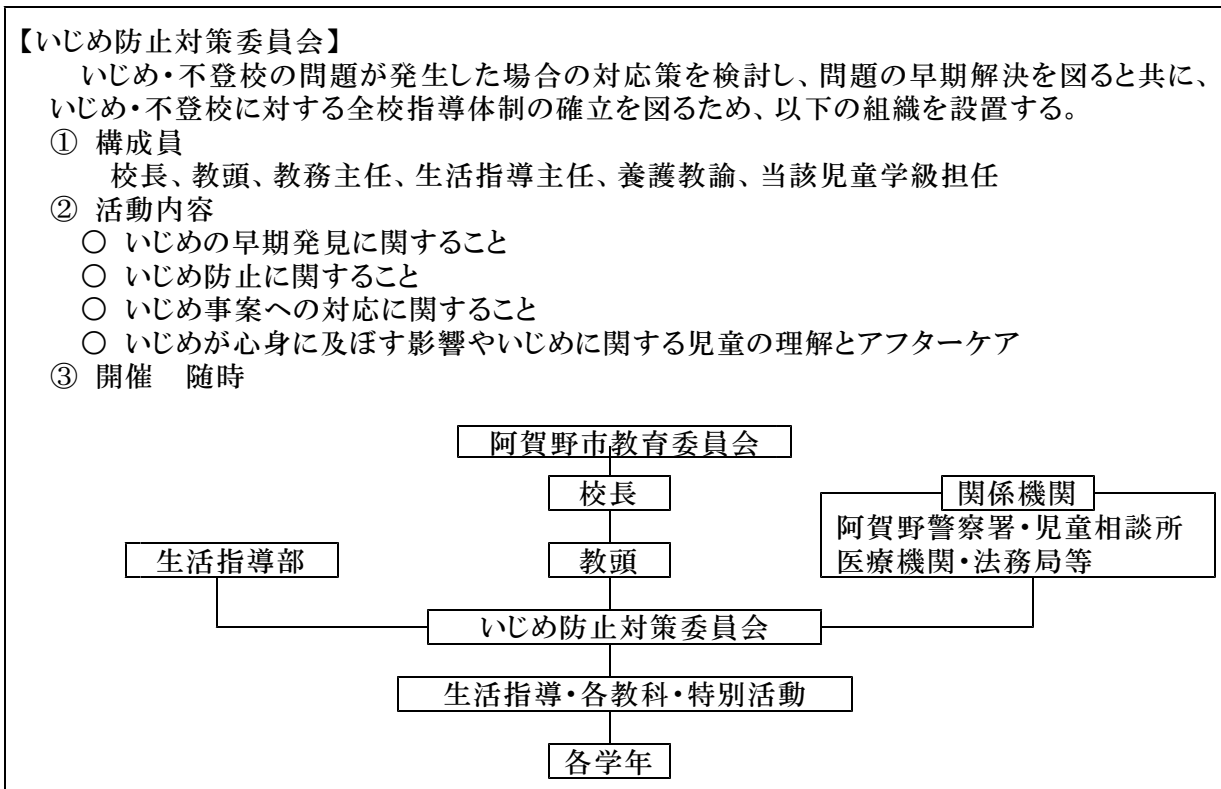 【いじめ防止対策委員会】
いじめ・不登校の問題が発生した場合の対応策を検討し、問題の早期解決を図ると共に、
いじめ・不登校に対する全校指導体制の確立を図るため、以下の組織を設置する。
① 構成員
校長、教頭、教務主任、生活指導主任、養護教諭、当該児童学級担任
② 活動内容
○ いじめの早期発見に関すること
○ いじめ防止に関すること
○ いじめ事案への対応に関すること
○ いじめが心身に及ぼす影響やいじめに関する児童の理解とアフターケア
③ 開催　随時
阿賀野市教育委員会
校長
関係機関
阿賀野警察署・児童相談所
医療機関・法務局等
生活指導部
教頭
いじめ防止対策委員会
生活指導・各教科・特別活動
各学年